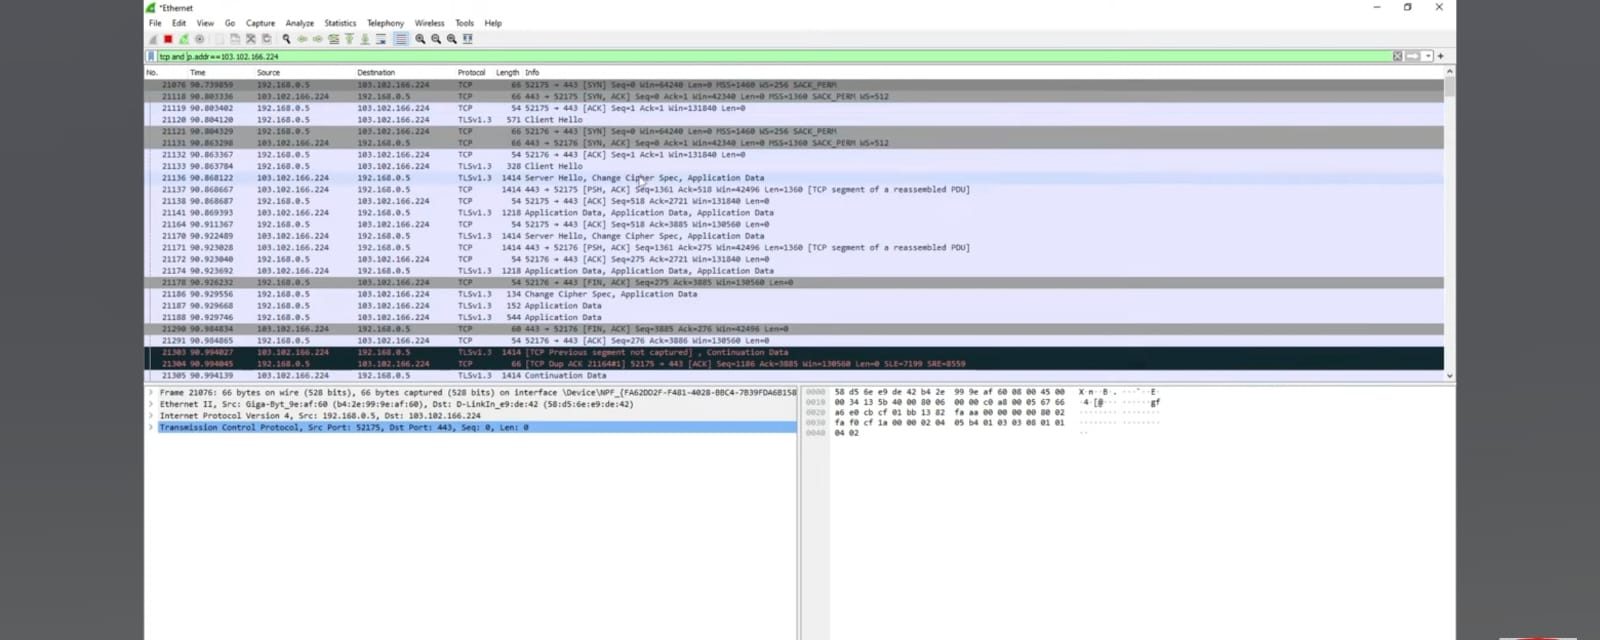 *Ethernet
File Edit View Go Capture Analyze Statistics Telephony Wireless Tools Help
tcp and ip.addr==103.102.166.224
No. Time Source Destination Protocol Length Info
21076 90.739859 192.168.0.5 103.102.166.224 TCP 66 52175 → 443 [SYN] Seq=0 Win=64240 Len=0 MSS=1460 WS=256 SACK_PERM
21118 90.803336 103.102.166.224 192.168.0.5 TCP 66 443 → 52175 [SYN, ACK] Seq=0 Ack=1 Win=42340 Len=0 MSS=1360 SACK_PERM WS=512
21119 90.803402 192.168.0.5 103.102.166.224 TCP 54 52175 → 443 [ACK] Seq=1 Ack=1 Win=131840 Len=0
21120 90.804120 192.168.0.5 103.102.166.224 TLSv1.3 571 Client Hello
21121 90.804329 192.168.0.5 103.102.166.224 TCP 66 52176 → 443 [SYN] Seq=0 Win=64240 Len=0 MSS=1460 WS=256 SACK_PERM
21131 90.863298 103.102.166.224 192.168.0.5 TCP 66 443 → 52176 [SYN, ACK] Seq=0 Ack=1 Win=42340 Len=0 MSS=1360 SACK_PERM WS=512
21132 90.863367 192.168.0.5 103.102.166.224 TCP 54 52176 → 443 [ACK] Seq=1 Ack=1 Win=131840 Len=0
21133 90.863784 192.168.0.5 103.102.166.224 TLSv1.3 328 Client Hello
21136 90.868122 103.102.166.224 192.168.0.5 TLSv1.3 1414 Server Hello, Change Cipher Spec, Application Data
21137 90.868667 103.102.166.224 192.168.0.5 TCP 1414 443 → 52175 [PSH, ACK] Seq=1361 Ack=518 Win=42496 Len=1360 [TCP segment of a reassembled PDU]
21138 90.868687 192.168.0.5 103.102.166.224 TCP 54 52175 → 443 [ACK] Seq=518 Ack=2721 Win=131840 Len=0
21141 90.869393 103.102.166.224 192.168.0.5 TLSv1.3 1218 Application Data, Application Data, Application Data
21164 90.911367 192.168.0.5 103.102.166.224 TCP 54 52175 → 443 [ACK] Seq=518 Ack=3885 Win=130560 Len=0
21170 90.922489 103.102.166.224 192.168.0.5 TLSv1.3 1414 Server Hello, Change Cipher Spec, Application Data
21171 90.923028 103.102.166.224 192.168.0.5 TCP 1414 443 → 52176 [PSH, ACK] Seq=1361 Ack=275 Win=42496 Len=1360 [TCP segment of a reassembled PDU]
21172 90.923040 192.168.0.5 103.102.166.224 TCP 54 52176 → 443 [ACK] Seq=275 Ack=2721 Win=131840 Len=0
21174 90.923692 103.102.166.224 192.168.0.5 TLSv1.3 1218 Application Data, Application Data, Application Data
21178 90.926232 192.168.0.5 103.102.166.224 TCP 54 52176 → 443 [FIN, ACK] Seq=275 Ack=3885 Win=130560 Len=0
21186 90.929556 192.168.0.5 103.102.166.224 TLSv1.3 134 Change Cipher Spec, Application Data
21187 90.929668 192.168.0.5 103.102.166.224 TLSv1.3 152 Application Data
21188 90.929746 192.168.0.5 103.102.166.224 TLSv1.3 544 Application Data
21290 90.984834 103.102.166.224 192.168.0.5 TCP 60 443 → 52176 [FIN, ACK] Seq=3885 Ack=276 Win=42496 Len=0
21291 90.984865 192.168.0.5 103.102.166.224 TCP 54 52176 → 443 [ACK] Seq=276 Ack=3886 Win=130560 Len=0
21303 90.994027 103.102.166.224 192.168.0.5 TLSv1.3 1414 [TCP Previous segment not captured] , Continuation Data
21304 90.994045 192.168.0.5 103.102.166.224 TCP 66 [TCP Dup ACK 21164#1] 52175 → 443 [ACK] Seq=1186 Ack=3885 Win=130560 Len=0 SLE=7199 SRE=8559
21305 90.994139 103.102.166.224 192.168.0.5 TLSv1.3 1414 Continuation Data
Frame 21076: 66 bytes on wire (528 bits), 66 bytes captured (528 bits) on interface \Device\NPF_{FA62DD2F-F481-4028-BBC4-7B39FDA6B158
Ethernet II, Src: Giga-Byt_9e:af:60 (b4:2e:99:9e:af:60), Dst: D-LinkIn_e9:de:42 (58:d5:6e:e9:de:42)
Internet Protocol Version 4, Src: 192.168.0.5, Dst: 103.102.166.224
Transmission Control Protocol, Src Port: 52175, Dst Port: 443, Seq: 0, Len: 0
0000 58 d5 6e e9 de 42 b4 2e 99 9e af 60 08 00 45 00 X·n··B·. ···`··E·
0010 00 34 13 5b 40 00 80 06 00 00 c0 a8 00 05 67 66 ·4·[@··· ······gf
0020 a6 e0 cb cf 01 bb 13 82 fa aa 00 00 00 00 80 02 ········ ········
0030 fa f0 cf 1a 00 00 02 04 05 b4 01 03 03 08 01 01 ········ ········
0040 04 02 ··